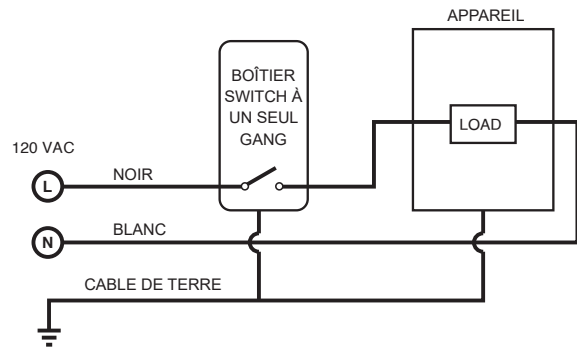 APPAREIL
BOÎTIER
SWITCH À
UN SEUL
GANG
LOAD
120 VAC
NOIR
L
BLANC
N
CABLE DE TERRE